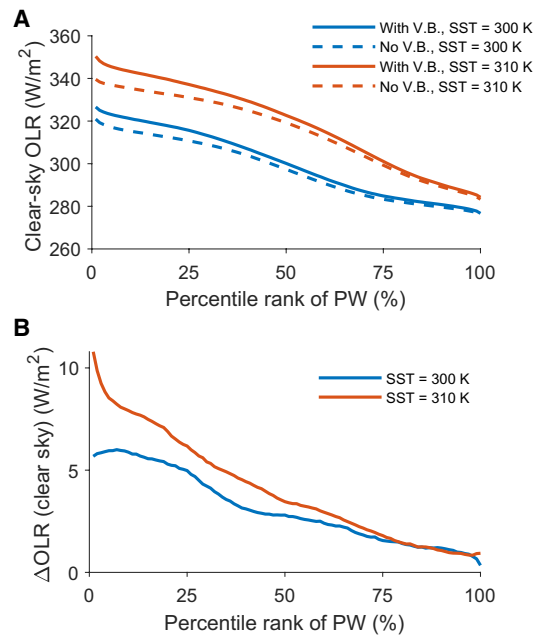 A
With V.B., SST = 300 K
No V.B., SST = 300 K
With V.B., SST = 310 K
No V.B., SST = 310 K
Clear-sky OLR (W/m²)
360
340
320
300
280
260
0
25
50
75
100
Percentile rank of PW (%)
B
SST = 300 K
SST = 310 K
ΔOLR (clear sky) (W/m²)
10
5
0
0
25
50
75
100
Percentile rank of PW (%)